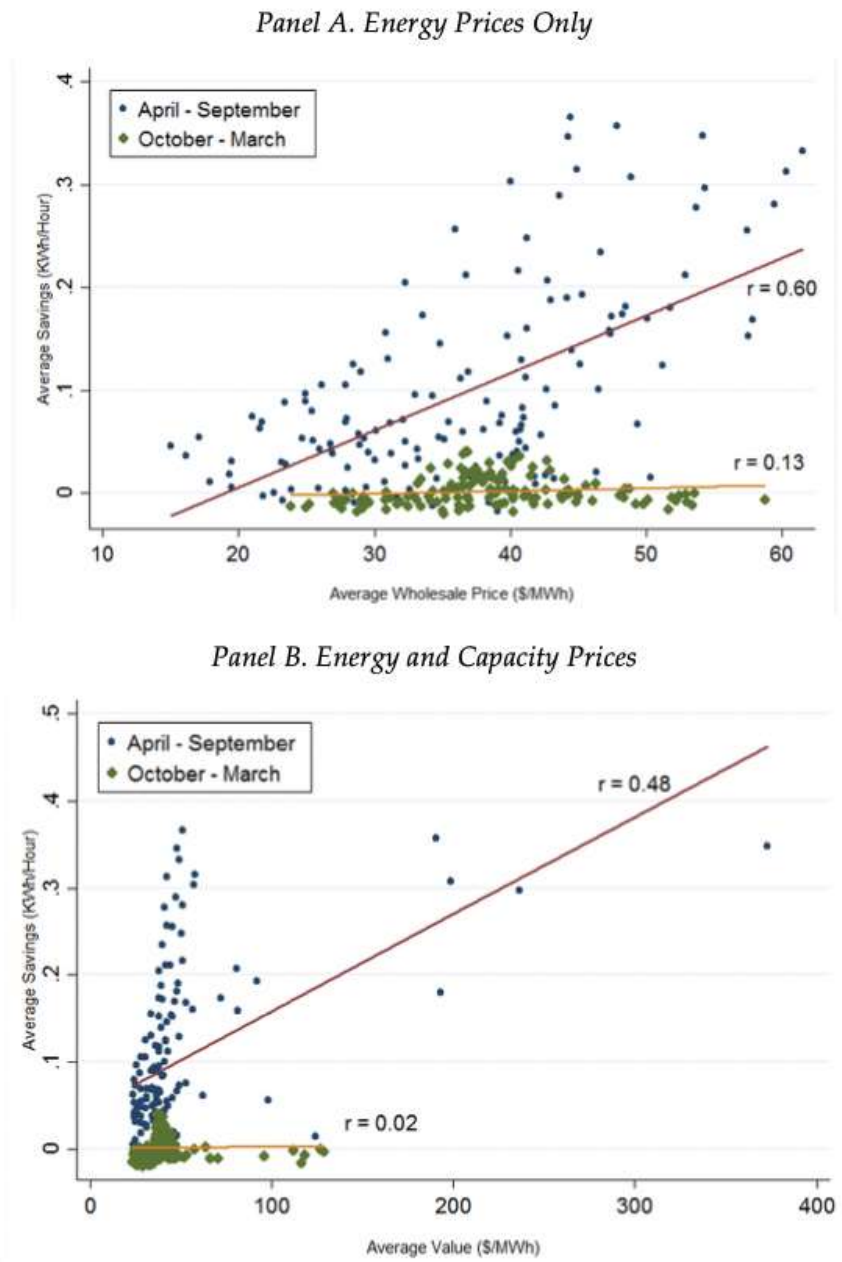 Panel A. Energy Prices Only
April - September
October - March
.4
.3
.2
.1
0
Average Savings (KWh/Hour)
r = 0.60
r = 0.13
10 20 30 40 50 60
Average Wholesale Price ($/MWh)
Panel B. Energy and Capacity Prices
April - September
October - March
.5
.4
.3
.2
.1
0
Average Savings (KWh/Hour)
r = 0.48
r = 0.02
0 100 200 300 400
Average Value ($/MWh)